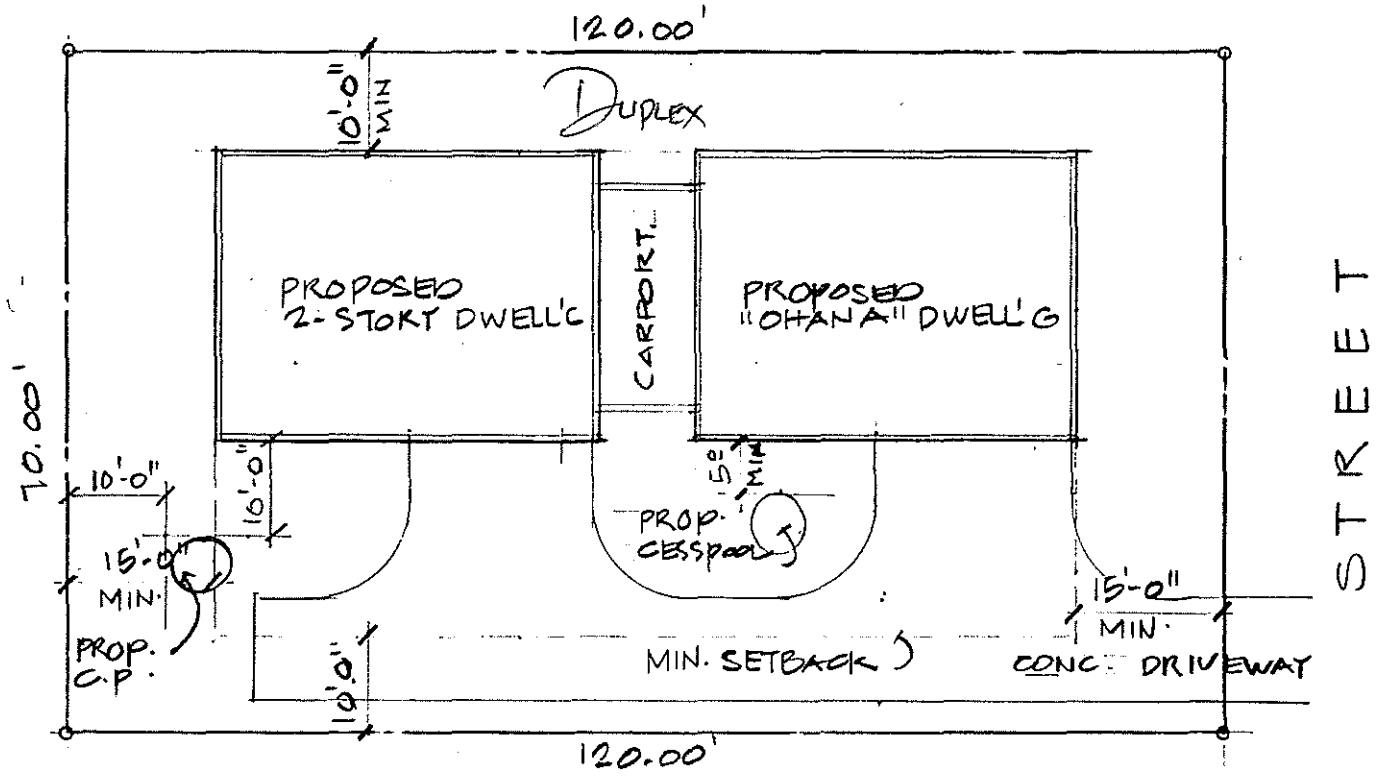 120.00'
10'-0"
MIN
DUPLEX
PROPOSED
2-STORY DWELL'G
CARPORT
PROPOSED
"OHANA" DWELL'G
STREET
70.00'
10'-0"
10'-0"
5º
MIN
PROP.
CESSPOOL
15'-0"
MIN.
PROP.
C.P.
15'-0"
MIN.
10'0"
MIN. SETBACK
CONC. DRIVEWAY
120.00'